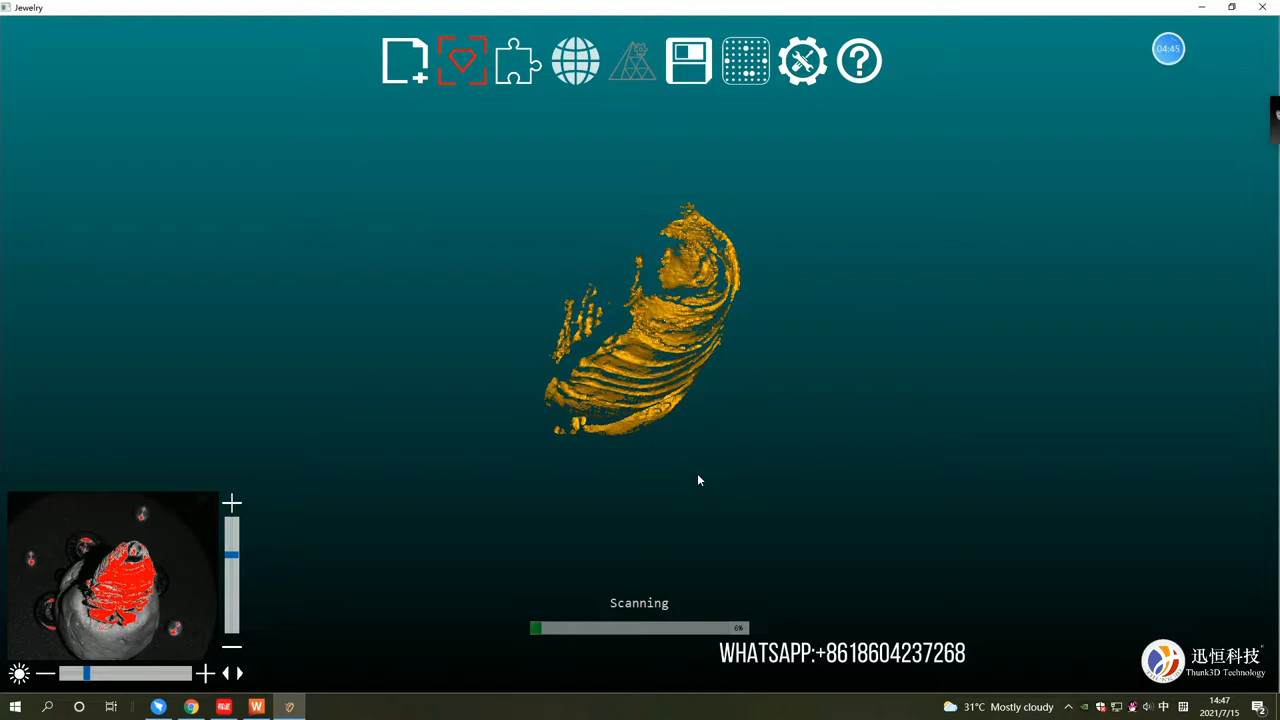 Jewelry
04:45
Scanning
6%
WHATSAPP:+8618604237268
迅恒科技
Thunk3D Technology
W
31°C Mostly cloudy
中
14:47
2021/7/15
2